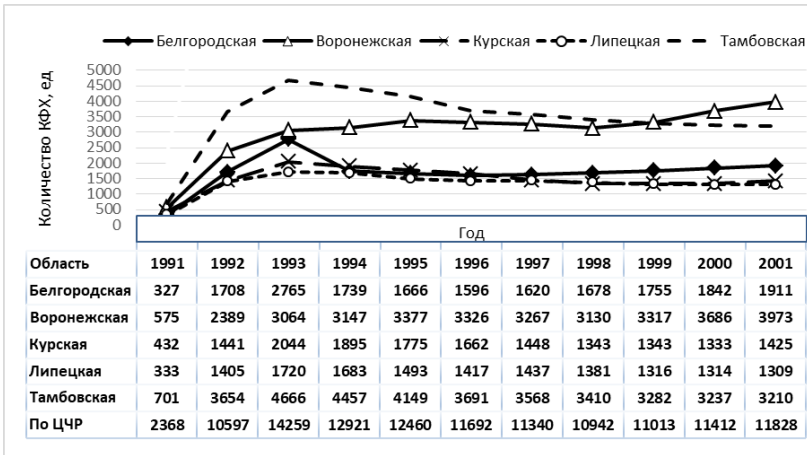 Белгородская Воронежская Курская Липецкая Тамбовская
Количество КФХ, ед
5000
4500
4000
3500
3000
2500
2000
1500
1000
500
0
Год
Область 1991 1992 1993 1994 1995 1996 1997 1998 1999 2000 2001
Белгородская 327 1708 2765 1739 1666 1596 1620 1678 1755 1842 1911
Воронежская 575 2389 3064 3147 3377 3326 3267 3130 3317 3686 3973
Курская 432 1441 2044 1895 1775 1662 1448 1343 1343 1333 1425
Липецкая 333 1405 1720 1683 1493 1417 1437 1381 1316 1314 1309
Тамбовская 701 3654 4666 4457 4149 3691 3568 3410 3282 3237 3210
По ЦЧР 2368 10597 14259 12921 12460 11692 11340 10942 11013 11412 11828